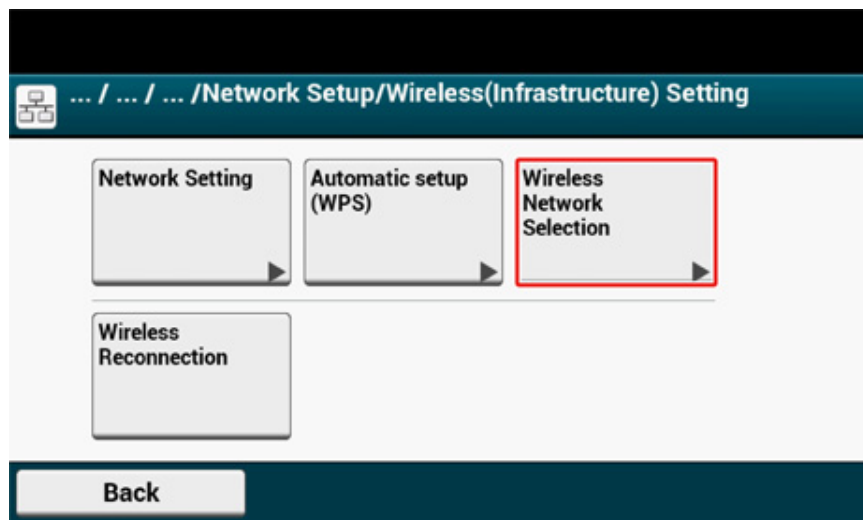 ... / ... / ... /Network Setup/Wireless(Infrastructure) Setting
Network Setting
Automatic setup
(WPS)
Wireless
Network
Selection
Wireless
Reconnection
Back